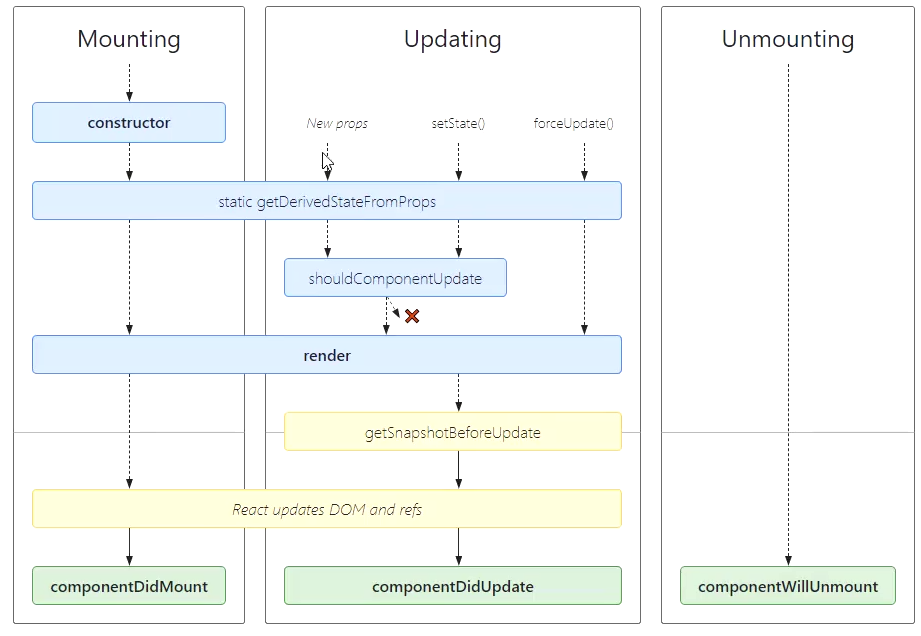 Mounting
Updating
Unmounting
constructor
New props
setState()
forceUpdate()
static getDerivedStateFromProps
shouldComponentUpdate
render
getSnapshotBeforeUpdate
React updates DOM and refs
componentDidMount
componentDidUpdate
componentWillUnmount